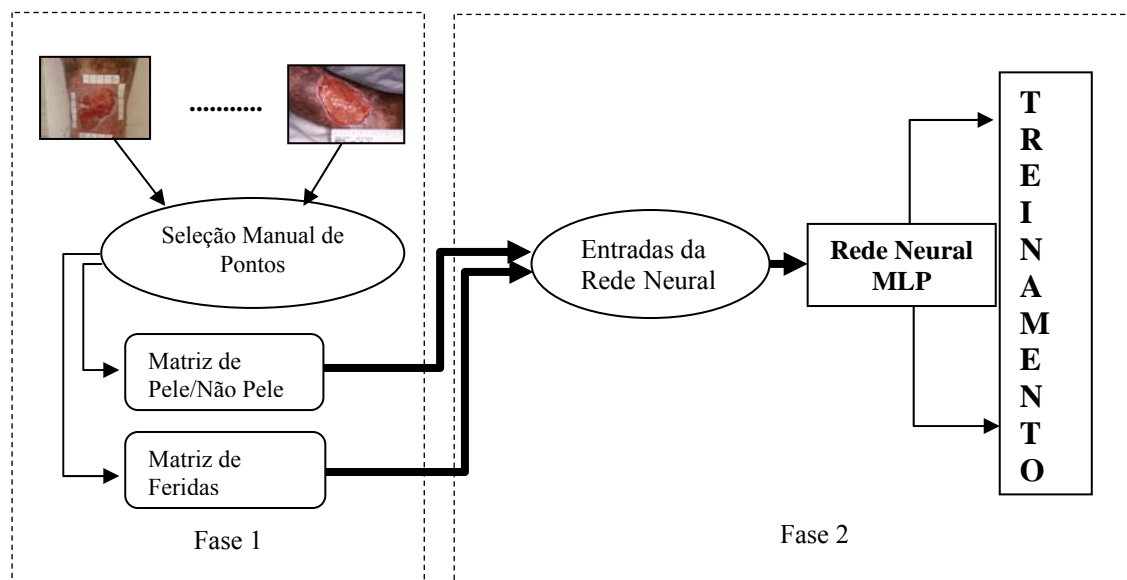 Seleção Manual de
Pontos
Matriz de
Pele/Não Pele
Matriz de
Feridas
Fase 1
Entradas da
Rede Neural
Rede Neural
MLP
T
R
E
I
N
A
M
E
N
T
O
Fase 2